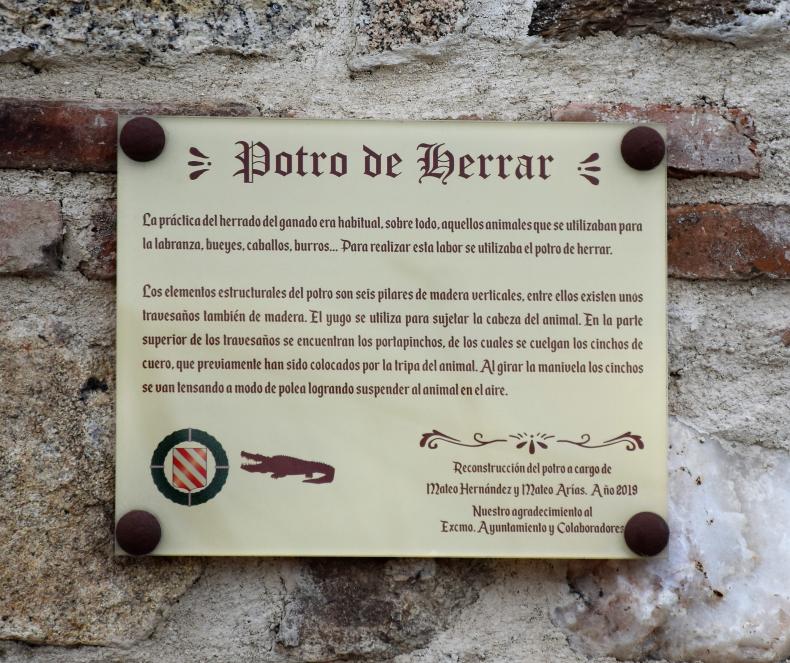 Potro de Herrar
La práctica del herrado del ganado era habitual, sobre todo, aquellos animales que se utilizaban para
la labranza, bueyes, caballos, burros... Para realizar esta labor se utilizaba el potro de herrar.
Los elementos estructurales del potro son seis pilares de madera verticales, entre ellos existen unos
travesaños también de madera. El yugo se utiliza para sujetar la cabeza del animal. En la parte
superior de los travesaños se encuentran los portapinchos, de los cuales se cuelgan los cinchos de
cuero, que previamente han sido colocados por la tripa del animal. Al girar la manivela los cinchos
se van tensando a modo de polea logrando suspender al animal en el aire.
Reconstrucción del potro a cargo de
Mateo Hernández y Mateo Arías. Año 2019
Nuestro agradecimiento al
Excmo. Ayuntamiento y Colaboradores